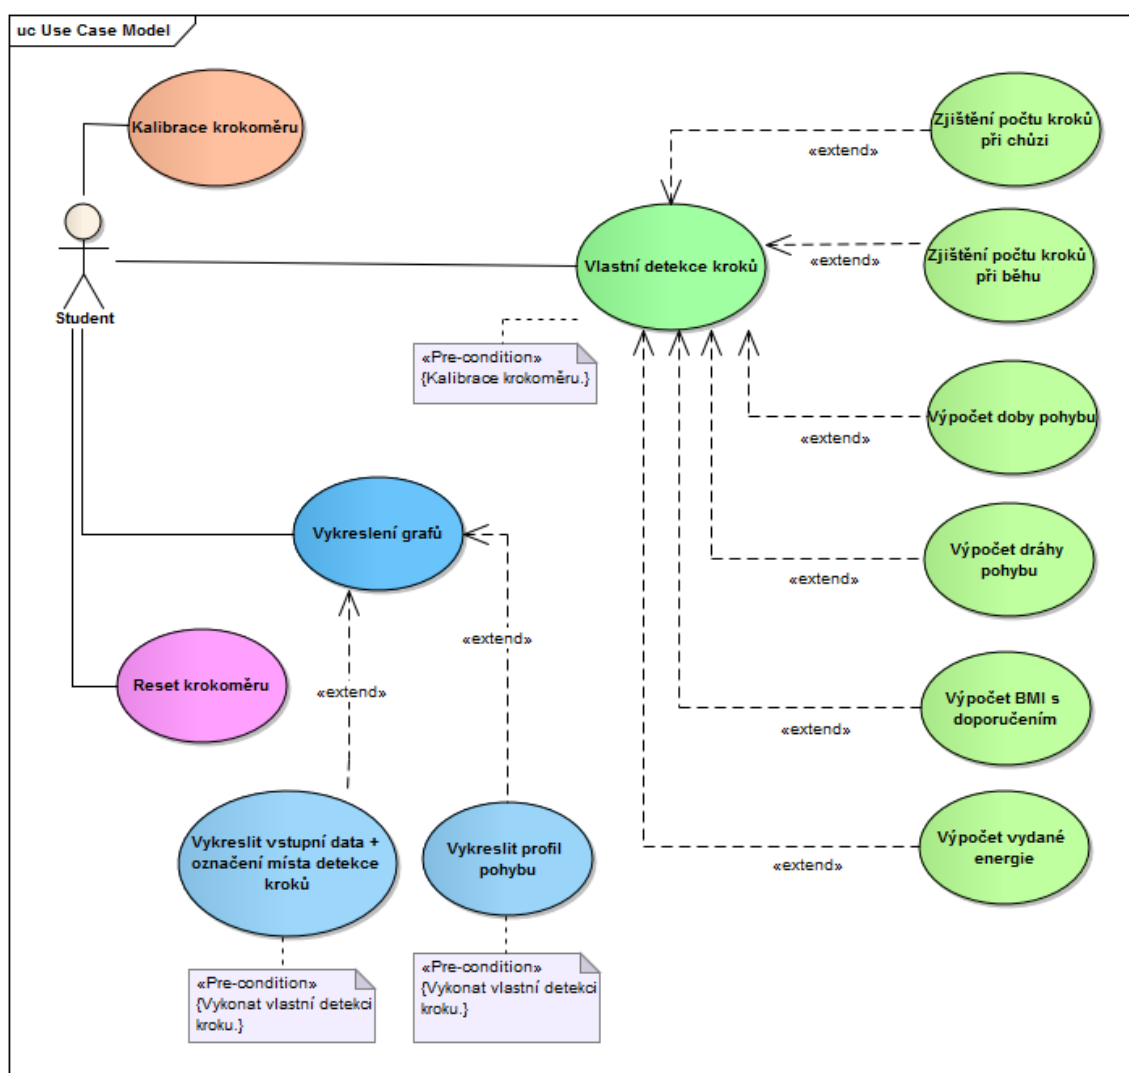 uc Use Case Model
Kalibrace krokoměru
Zjištění počtu kroků
při chůzi
«extend»
Student
Vlastní detekce kroků
Zjištění počtu kroků
při běhu
«extend»
«Pre-condition»
{Kalibrace krokoměru.}
Výpočet doby pohybu
«extend»
Vykreslení grafů
Výpočet dráhy
pohybu
«extend»
«extend»
Reset krokoměru
«extend»
Výpočet BMI s
doporučením
«extend»
Vykreslit vstupní data +
označení místa detekce
kroků
Vykreslit profil
pohybu
Výpočet vydané
energie
«extend»
«Pre-condition»
{Vykonat vlastní detekci
kroku.}
«Pre-condition»
{Vykonat vlastní detekci
kroku.}